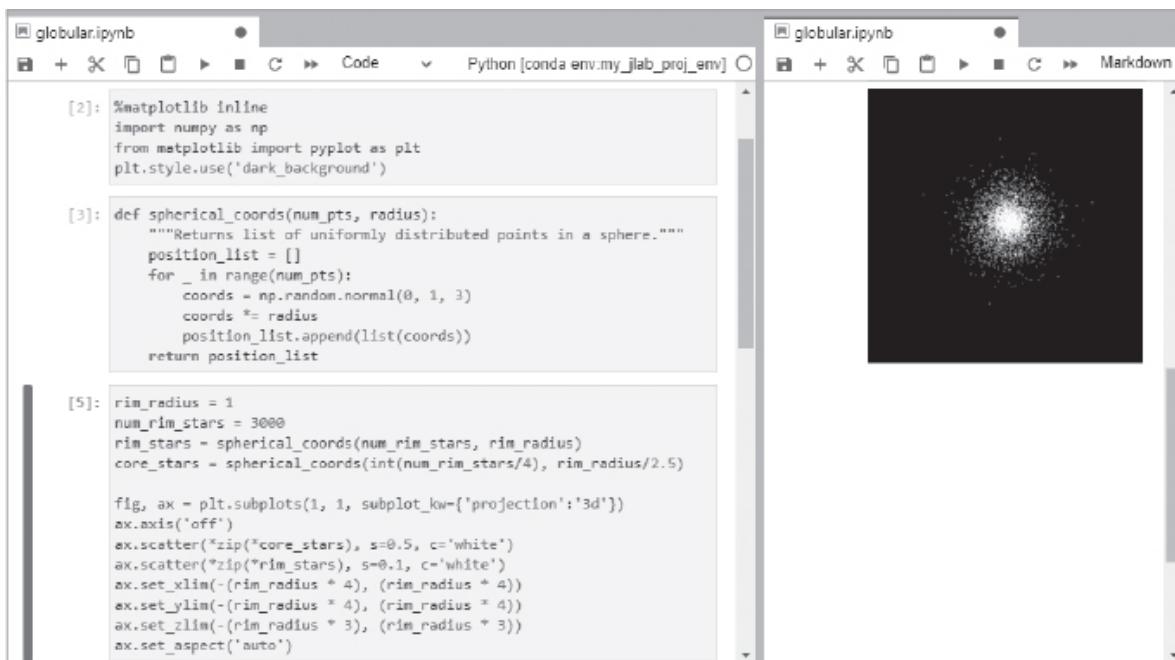 globular.ipynb
Code
Python [conda env:my_jlab_proj_env]
[2]: %matplotlib inline
import numpy as np
from matplotlib import pyplot as plt
plt.style.use('dark_background')
[3]: def spherical_coords(num_pts, radius):
    """Returns list of uniformly distributed points in a sphere."""
    position_list = []
    for _ in range(num_pts):
        coords = np.random.normal(0, 1, 3)
        coords *= radius
        position_list.append(list(coords))
    return position_list
[5]: rim_radius = 1
num_rim_stars = 3000
rim_stars = spherical_coords(num_rim_stars, rim_radius)
core_stars = spherical_coords(int(num_rim_stars/4), rim_radius/2.5)
fig, ax = plt.subplots(1, 1, subplot_kw={'projection':'3d'})
ax.axis('off')
ax.scatter(*zip(*core_stars), s=0.5, c='white')
ax.scatter(*zip(*rim_stars), s=0.1, c='white')
ax.set_xlim(-(rim_radius * 4), (rim_radius * 4))
ax.set_ylim(-(rim_radius * 4), (rim_radius * 4))
ax.set_zlim(-(rim_radius * 3), (rim_radius * 3))
ax.set_aspect('auto')
globular.ipynb
Markdown